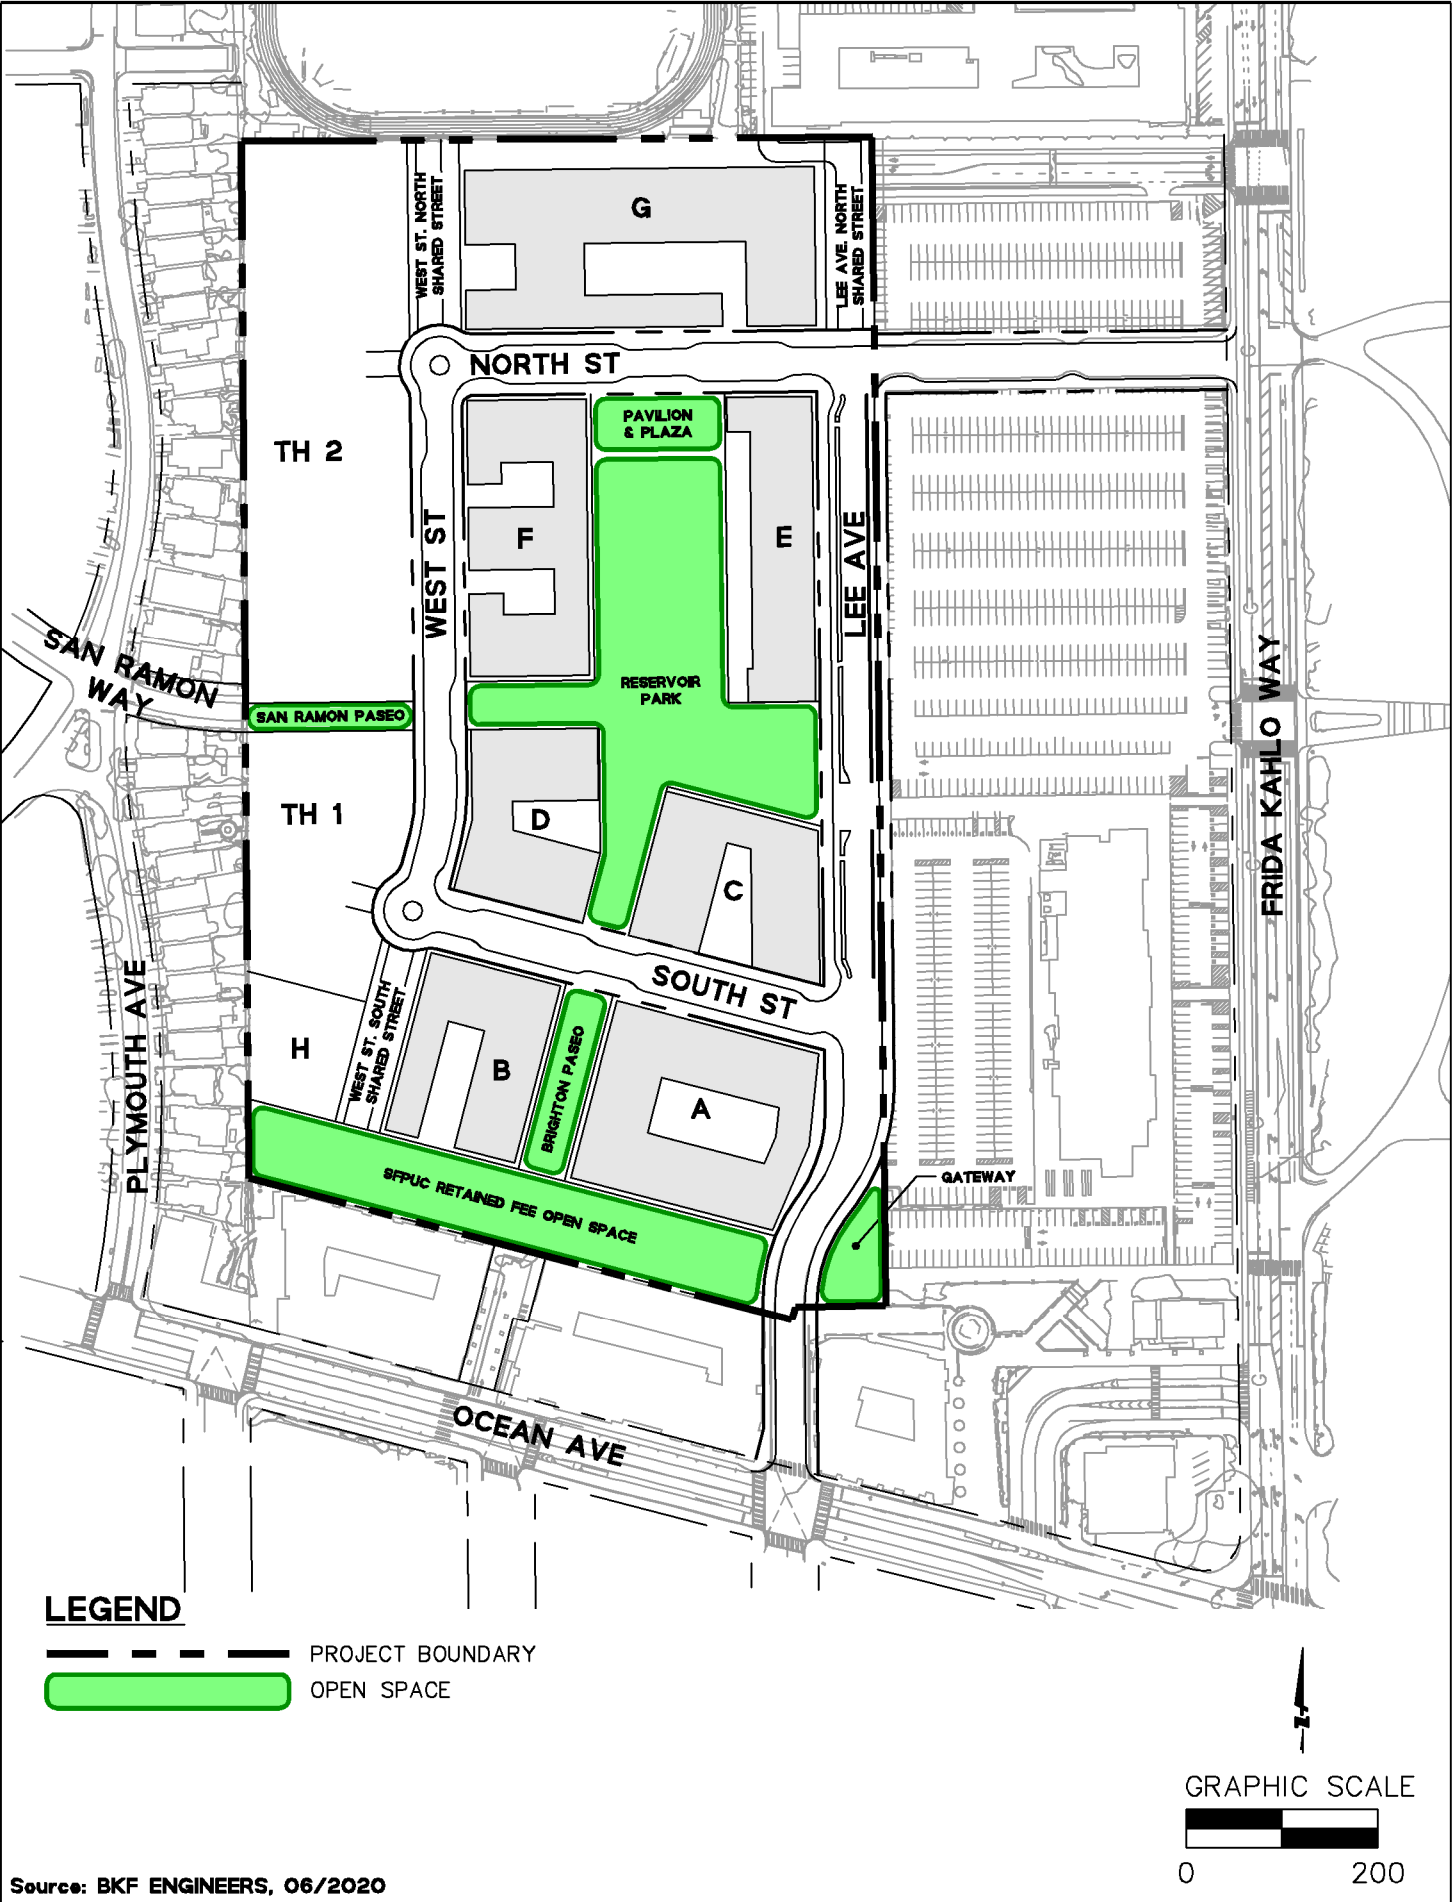 G
WEST ST. NORTH
SHARED STREET
LEE AVE. NORTH
SHARED STREET
NORTH ST
PAVILION
& PLAZA
TH 2
F
E
WEST ST
LEE AVE
SAN RAMON
WAY
RESERVOIR
PARK
SAN RAMON PASEO
FRIDA KAHLO WAY
TH 1
D
C
SOUTH ST
PLYMOUTH AVE
WEST ST. SOUTH
SHARED STREET
H
B
BRIGHTON PASEO
A
GATEWAY
SFPUC RETAINED FEE OPEN SPACE
OCEAN AVE
LEGEND
PROJECT BOUNDARY
OPEN SPACE
GRAPHIC SCALE
0 200
Source: BKF ENGINEERS, 06/2020